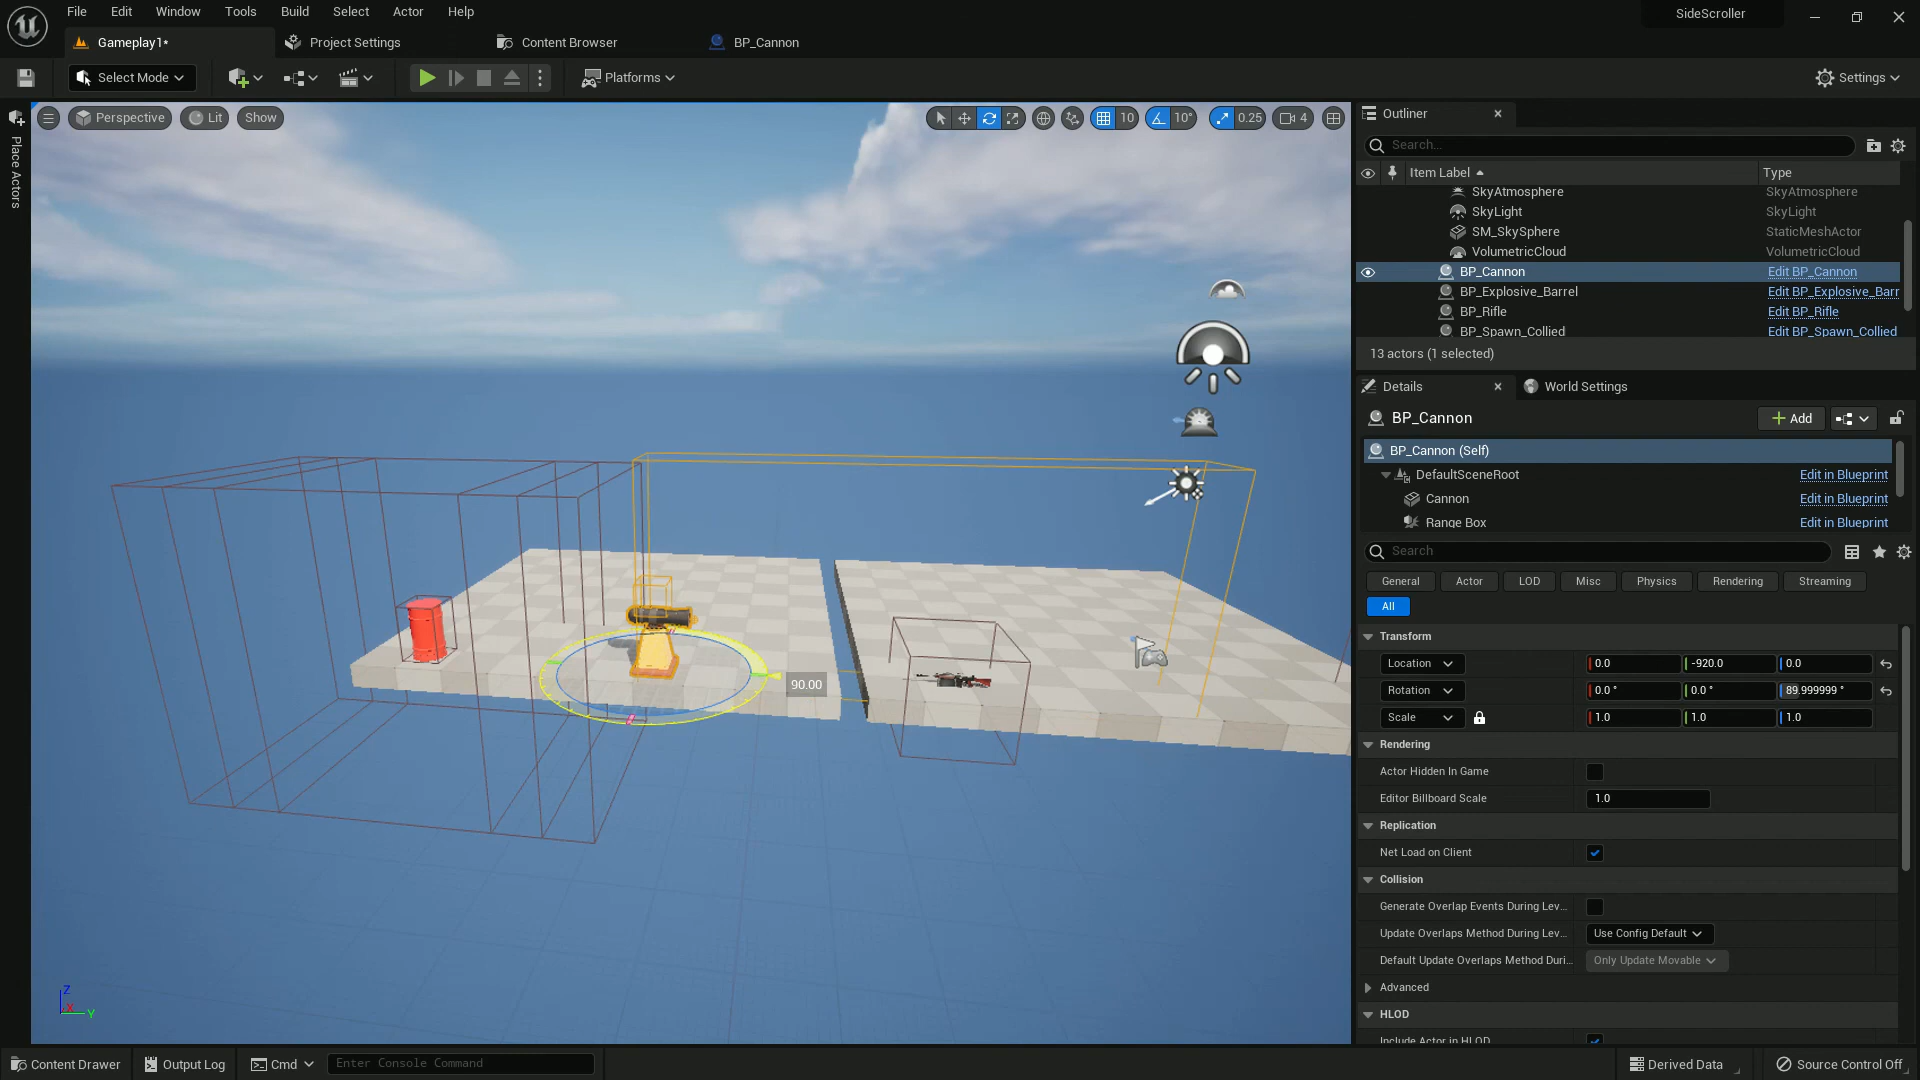 File Edit Window Tools Build Select Actor Help
SideScroller
Gameplay1*
Project Settings
Content Browser
BP_Cannon
Select Mode
Platforms
Settings
Place Actors
Perspective
Lit
Show
10
10°
0.25
4
Outliner
Search...
Item Label
Type
SkyAtmosphere SkyAtmosphere
SkyLight SkyLight
SM_SkySphere StaticMeshActor
VolumetricCloud VolumetricCloud
BP_Cannon Edit BP_Cannon
BP_Explosive_Barrel Edit BP_Explosive_Barr
BP_Rifle Edit BP_Rifle
BP_Spawn_Collied Edit BP_Spawn_Collied
13 actors (1 selected)
Details
World Settings
BP_Cannon
Add
BP_Cannon (Self)
DefaultSceneRoot Edit in Blueprint
Cannon Edit in Blueprint
Range Box Edit in Blueprint
Search
General Actor LOD Misc Physics Rendering Streaming
All
Transform
Location 0.0 -920.0 0.0
Rotation 0.0 ° 0.0 ° 89.999999 °
Scale 1.0 1.0 1.0
Rendering
Actor Hidden In Game
Editor Billboard Scale 1.0
Replication
Net Load on Client
Collision
Generate Overlap Events During Lev...
Update Overlaps Method During Lev... Use Config Default
Default Update Overlaps Method Duri... Only Update Movable
Advanced
HLOD
Include Actor in HLOD
90.00
Z
X
Y
Content Drawer
Output Log
Cmd
Enter Console Command
Derived Data
Source Control Off